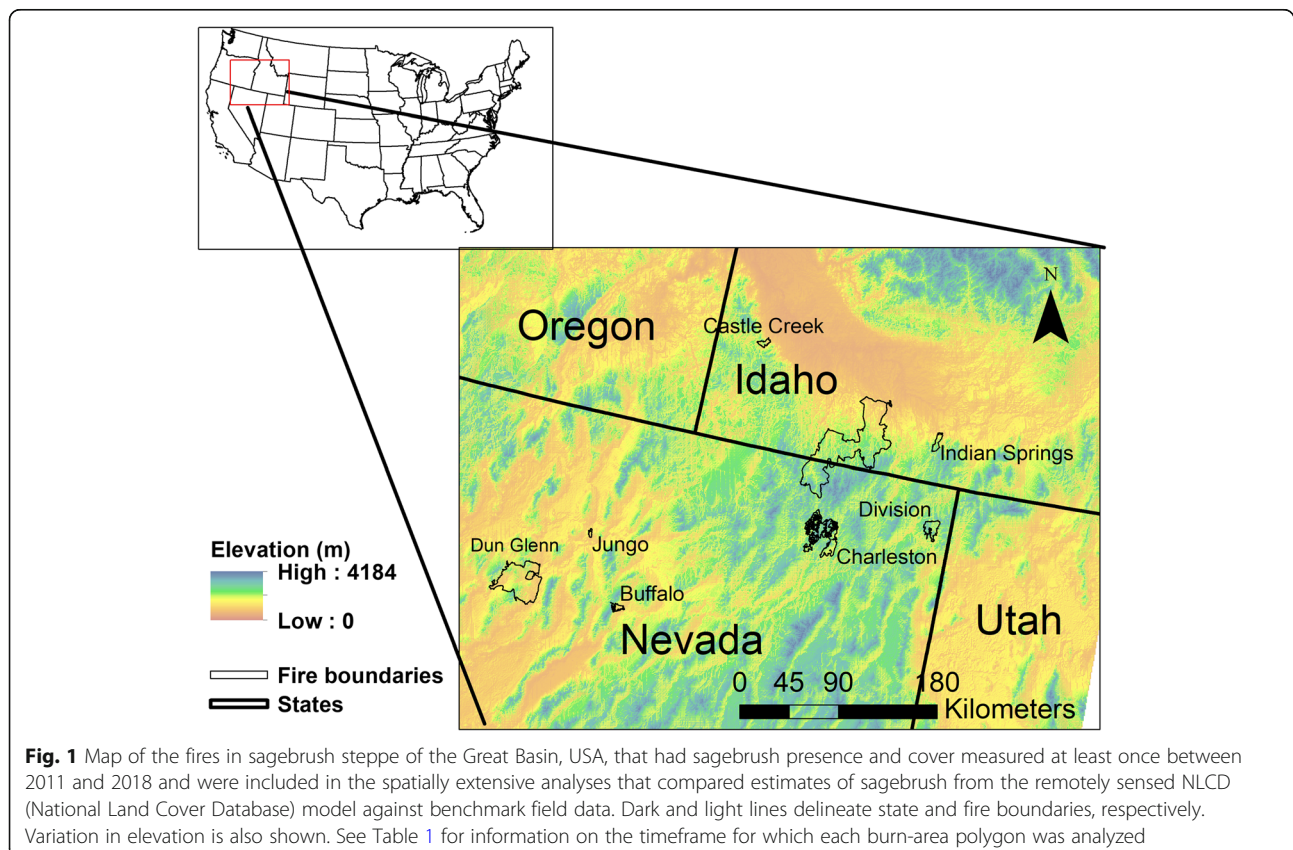 N
Oregon
Castle Creek
Idaho
Indian Springs
Division
Charleston
Dun Glenn
Jungo
Buffalo
Nevada
Utah
Elevation (m)
High : 4184
Low : 0
Fire boundaries
States
0 45 90 180
Kilometers
Fig. 1 Map of the fires in sagebrush steppe of the Great Basin, USA, that had sagebrush presence and cover measured at least once between
2011 and 2018 and were included in the spatially extensive analyses that compared estimates of sagebrush from the remotely sensed NLCD
(National Land Cover Database) model against benchmark field data. Dark and light lines delineate state and fire boundaries, respectively.
Variation in elevation is also shown. See Table 1 for information on the timeframe for which each burn-area polygon was analyzed